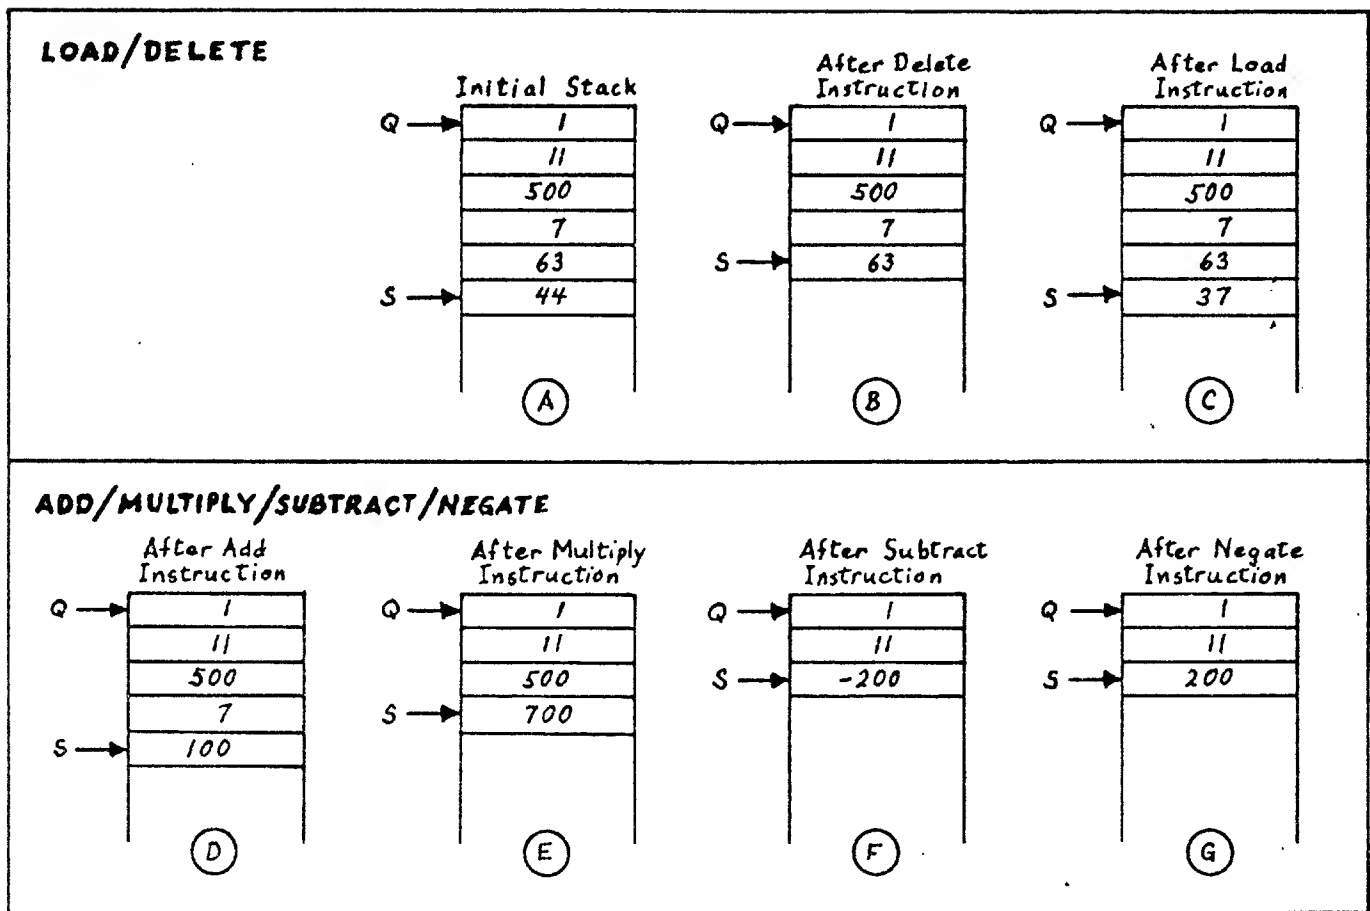 LOAD/DELETE
Initial Stack
Q
1
11
500
7
63
S
44
A
After Delete
Instruction
Q
1
11
500
7
S
63
B
After Load
Instruction
Q
1
11
500
7
63
S
37
C
ADD/MULTIPLY/SUBTRACT/NEGATE
After Add
Instruction
Q
1
11
500
7
S
100
D
After Multiply
Instruction
Q
1
11
500
S
700
E
After Subtract
Instruction
Q
1
11
S
-200
F
After Negate
Instruction
Q
1
11
S
200
G